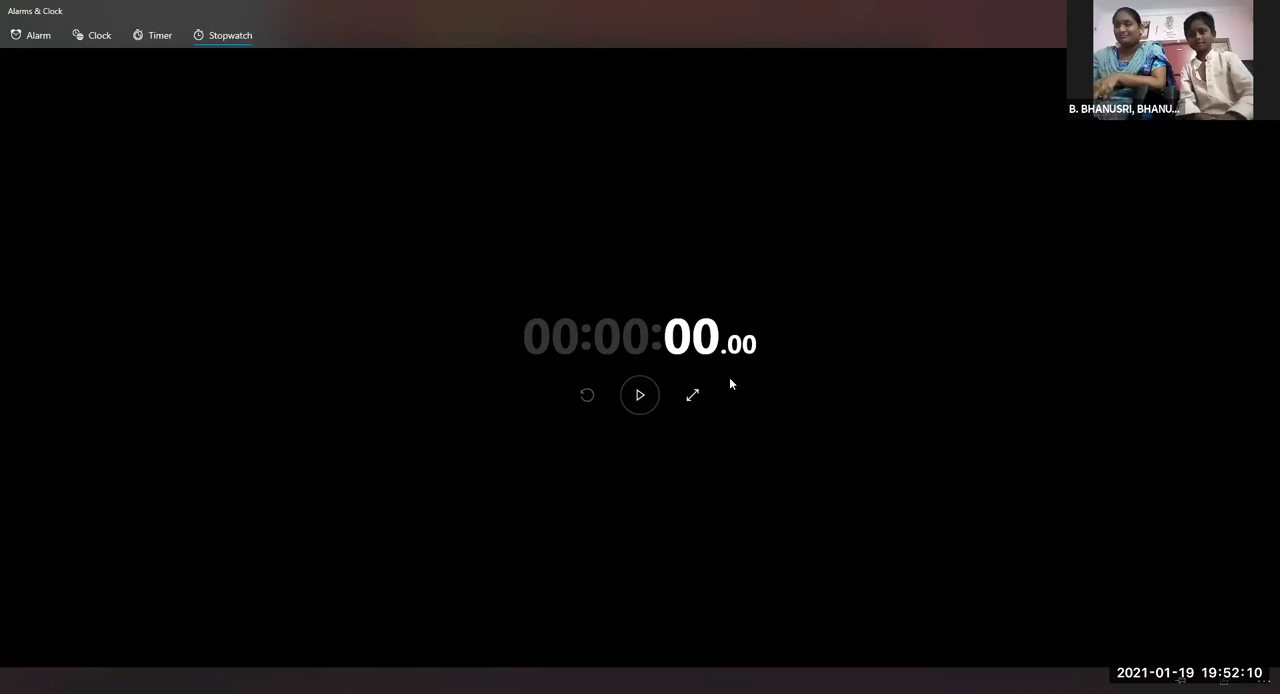 Alarms & Clock
Alarm Clock Timer Stopwatch
B. BHANUSRI, BHANU...
00:00:00.00
2021-01-19 19:52:10